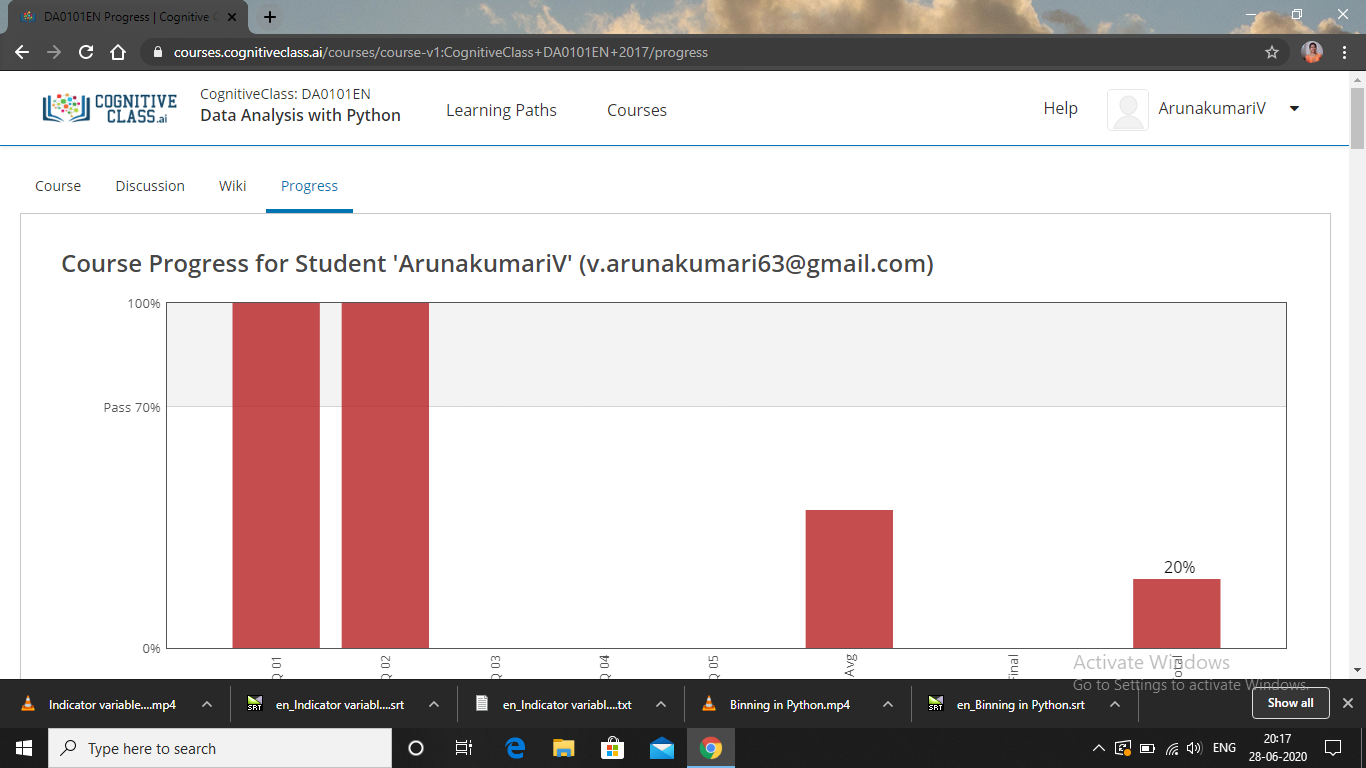 DA0101EN Progress | Cognitive C
courses.cognitiveclass.ai/courses/course-v1:CognitiveClass+DA0101EN+2017/progress
COGNITIVE
CLASS.ai
CognitiveClass: DA0101EN
Data Analysis with Python
Learning Paths
Courses
Help
ArunakumariV
Course
Discussion
Wiki
Progress
Course Progress for Student 'ArunakumariV' (v.arunakumari63@gmail.com)
100%
Pass 70%
0%
20%
Q 01
Q 02
Q 03
Q 04
Q 05
Avg
Final
Total
Activate Windows
Go to Settings to activate Windows.
Indicator variable....mp4
en_Indicator variabl....srt
en_Indicator variabl....txt
Binning in Python.mp4
en_Binning in Python.srt
Show all
Type here to search
ENG
20:17
28-06-2020